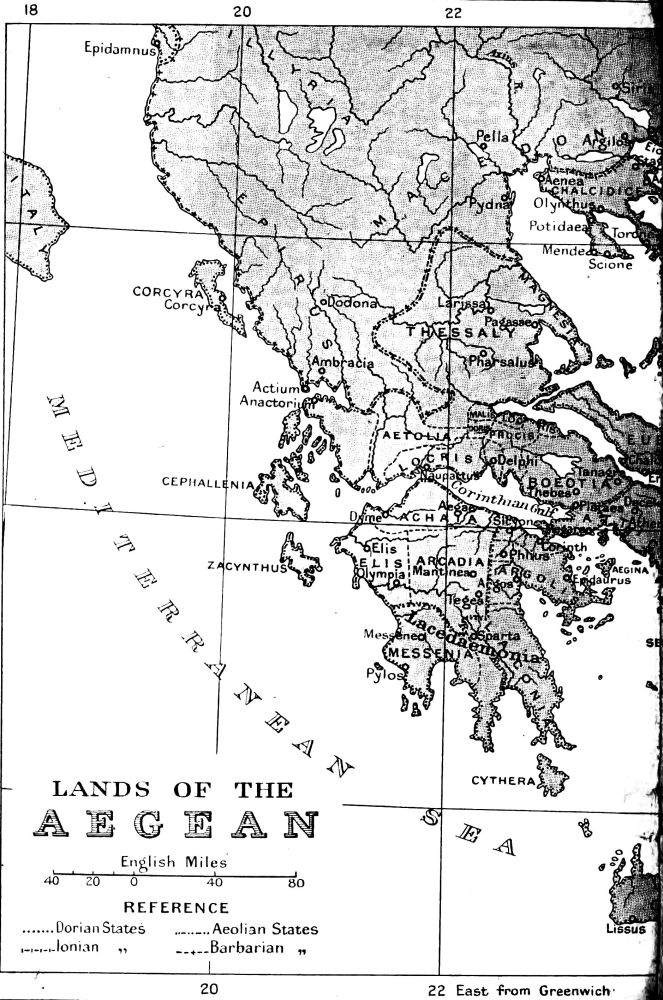 18 20 22
Epidamnus
ILLYRIA
Axius R.
Siris
Pella
Argilos
Aenea
CHALCIDICE
Olynthus
Pydna
Potidaea
Mende
Scione
ITALY
EPIRUS
CORCYRA
Corcyra
Dodona
MAGNESIA
Larissa
Pagasae
THESSALY
Pharsalus
Ambracia
Actium
Anactorium
MALIS
DORIS
PHOCIS
AETOLIA
LOCRIS
Delphi
Naupactus
CEPHALLENIA
BOEOTIA
Tanagra
Thebes
Plataea
Corinthian Gulf
Dyme
Aegae
ACHAIA
Sicyon
ZACYNTHUS
Elis
ELIS
Olympia
ARCADIA
Mantinea
Phlius
Corinth
ARGOLIS
Argos
Epidaurus
AEGINA
Tegea
Lacedaemonia
Messene
Sparta
MESSENIA
LACONIA
Pylos
CYTHERA
MEDITERRANEAN
SEA
Lissus
LANDS OF THE
AEGEAN
English Miles
40 20 0 40 80
REFERENCE
.......Dorian States ...__...Aeolian States
Ionian „ Barbarian „
20 22 East from Greenwich